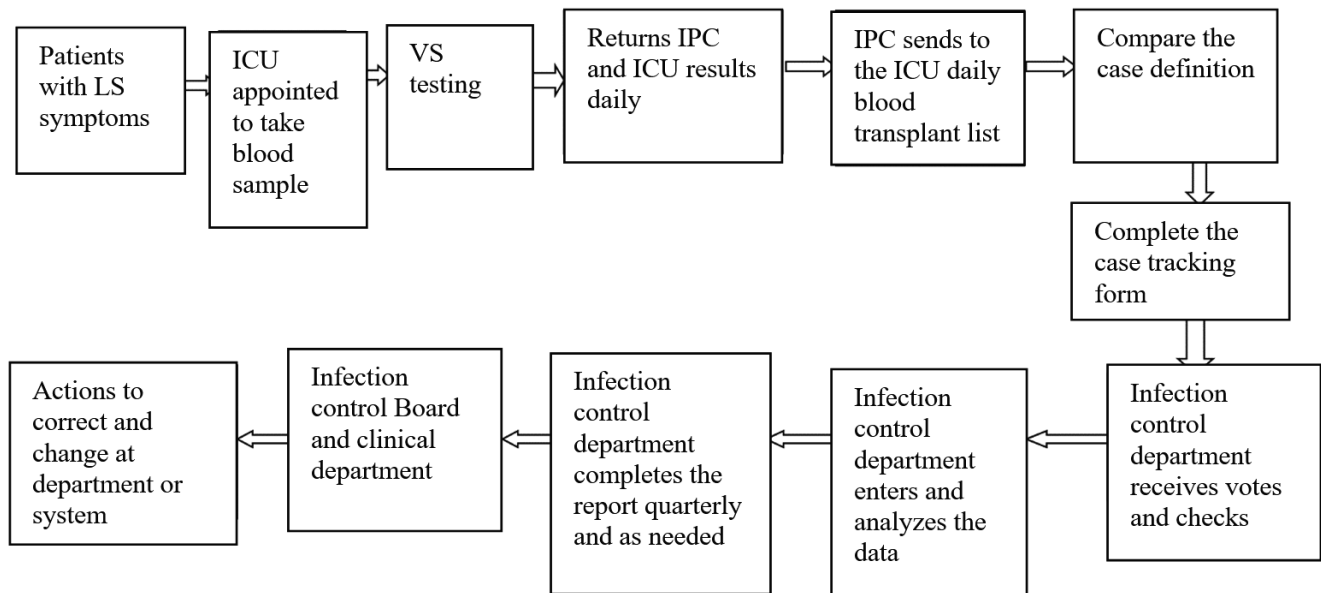 Patients
with LS
symptoms
ICU
appointed
to take
blood
sample
VS
testing
Returns IPC
and ICU results
daily
IPC sends to
the ICU daily
blood
transplant list
Compare the
case definition
Complete the
case tracking
form
Infection
control
department
receives votes
and checks
Infection
control
department
enters and
analyzes the
data
Infection
control
department
completes the
report quarterly
and as needed
Infection
control Board
and clinical
department
Actions to
correct and
change at
department or
system